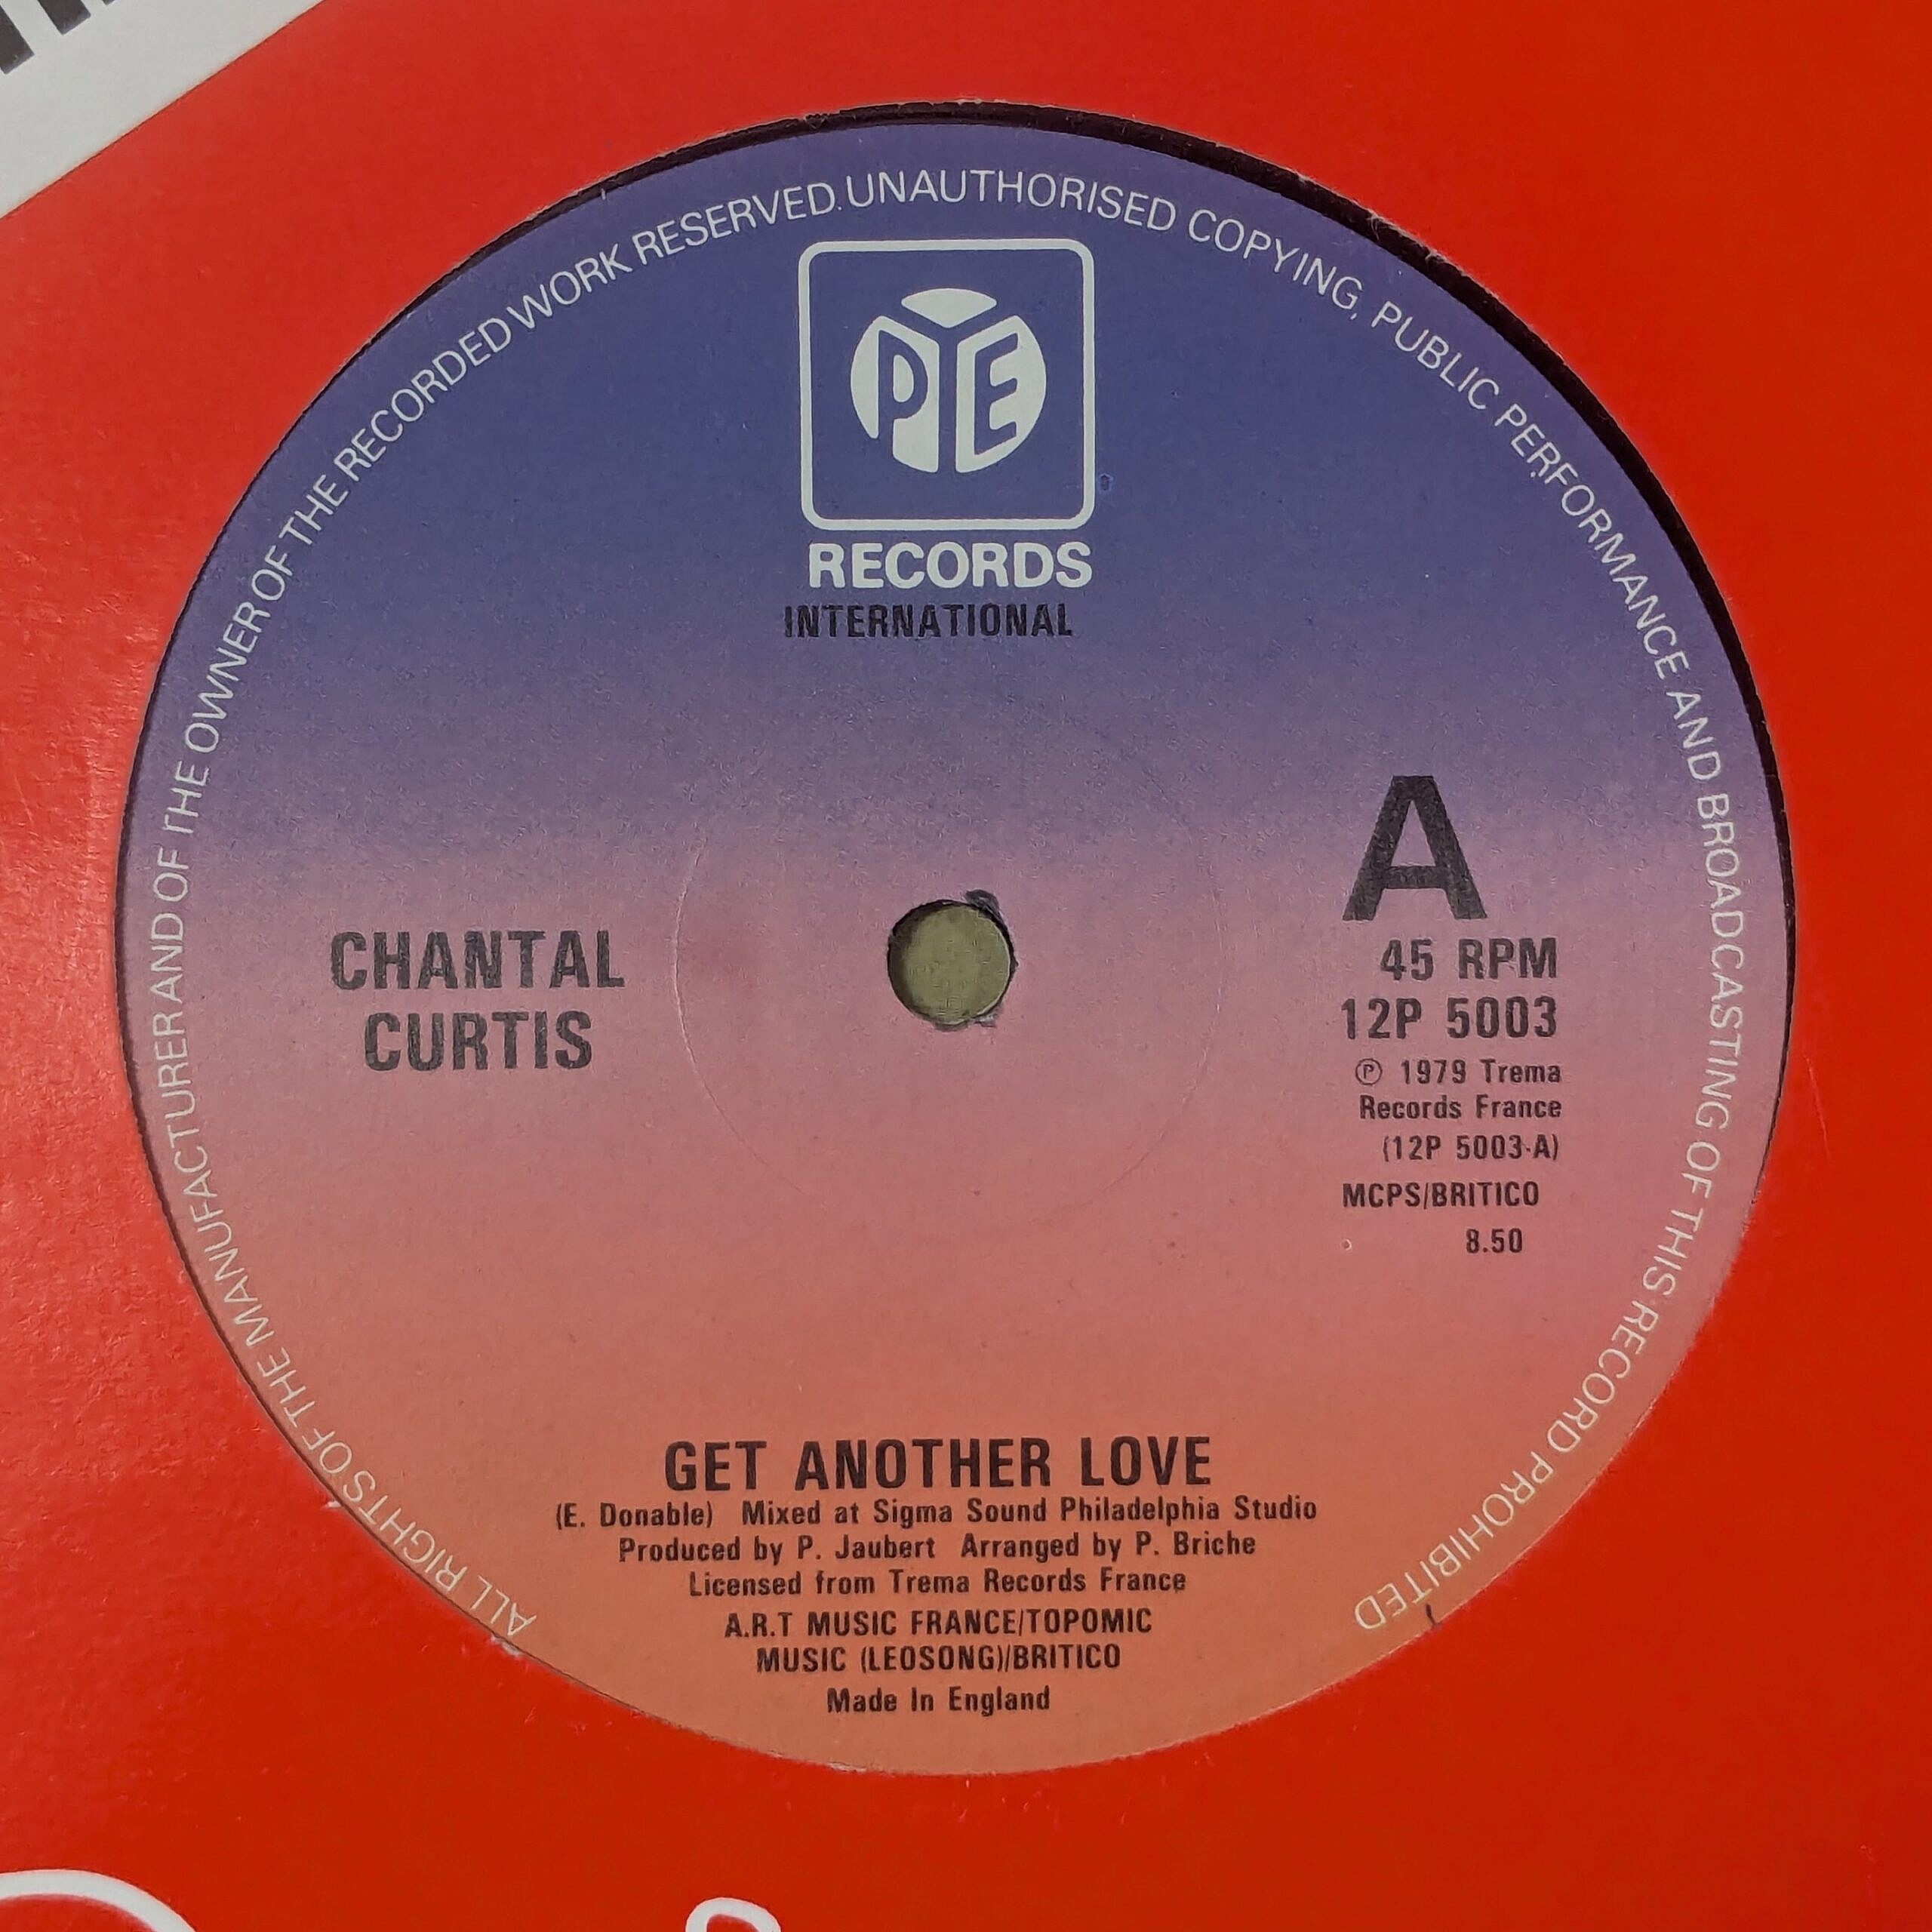 ALL RIGHTS OF THE MANUFACTURER AND OF THE OWNER OF THE RECORDED WORK RESERVED. UNAUTHORISED COPYING, PUBLIC PERFORMANCE AND BROADCASTING OF THIS RECORD PROHIBITED
PYE
RECORDS
INTERNATIONAL
CHANTAL
CURTIS
A
45 RPM
12P 5003
Ⓟ 1979 Trema
Records France
(12P 5003-A)
MCPS/BRITICO
8.50
GET ANOTHER LOVE
(E. Donable) Mixed at Sigma Sound Philadelphia Studio
Produced by P. Jaubert Arranged by P. Briche
Licensed from Trema Records France
A.R.T MUSIC FRANCE/TOPOMIC
MUSIC (LEOSONG)/BRITICO
Made In England